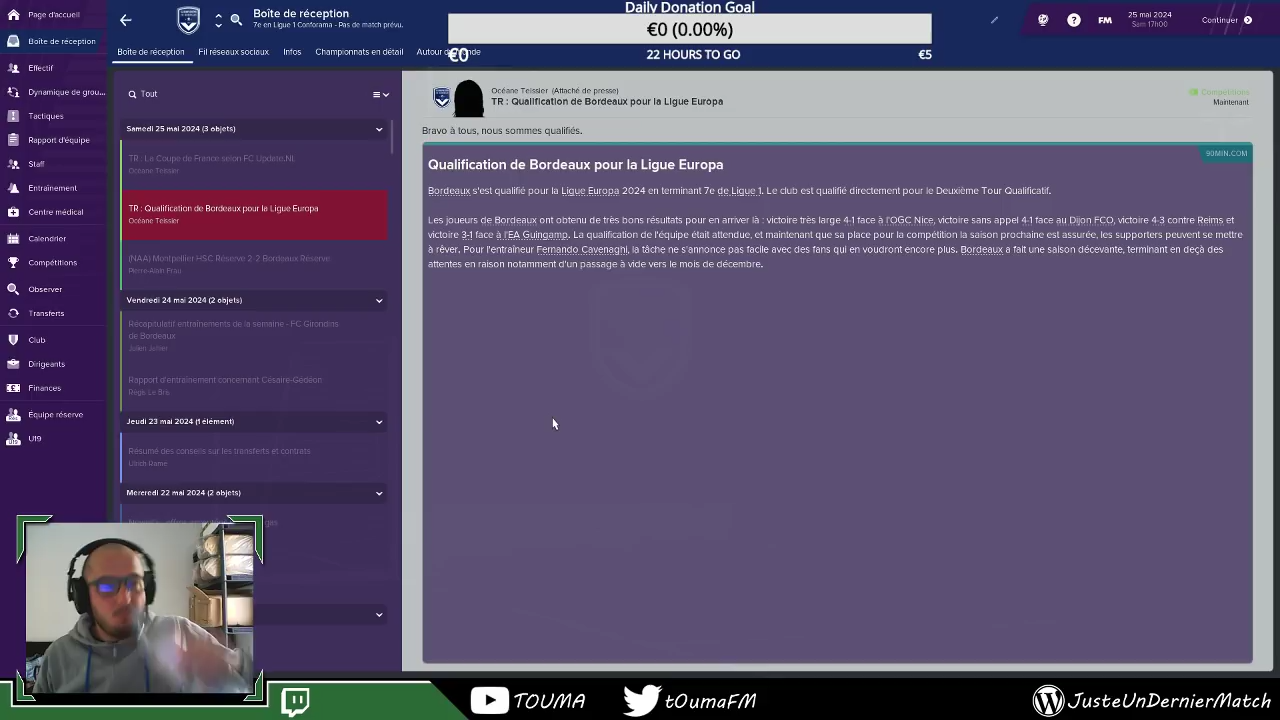 Daily Donation Goal
€0 (0.00%)
€0
22 HOURS TO GO
€5
Boîte de réception
7e en Ligue 1 Conforama - Pas de match prévu.
FM
25 mai 2024
Sam 17h00
Continuer
Boîte de réception
Fil réseaux sociaux
Infos
Championnats en détail
Page d'accueil
Boîte de réception
Effectif
Dynamique de grou...
Tactiques
Rapport d'équipe
Staff
Entraînement
Centre médical
Calendrier
Compétitions
Observer
Transferts
Club
Dirigeants
Finances
Équipe réserve
U19
Tout
Samedi 25 mai 2024 (3 objets)
TR : La Coupe de France selon FC Update.NL
Océane Teissier
TR : Qualification de Bordeaux pour la Ligue Europa
Océane Teissier
(NAA) Montpellier HSC Réserve 2-2 Bordeaux Réserve
Pierre-Alain Frau
Vendredi 24 mai 2024 (2 objets)
Récapitulatif entraînements de la semaine - FC Girondins
de Bordeaux
Julien Jahier
Rapport d'entraînement concernant Césaire-Gédéon
Régis Le Bris
Jeudi 23 mai 2024 (1 élément)
Résumé des conseils sur les transferts et contrats
Ulrich Ramé
Mercredi 22 mai 2024 (2 objets)
Océane Teissier (Attaché de presse)
TR : Qualification de Bordeaux pour la Ligue Europa
Compétitions
Maintenant
Bravo à tous, nous sommes qualifiés.
90MIN.COM
Qualification de Bordeaux pour la Ligue Europa
Bordeaux s'est qualifié pour la Ligue Europa 2024 en terminant 7e de Ligue 1. Le club est qualifié directement pour le Deuxième Tour Qualificatif.
Les joueurs de Bordeaux ont obtenu de très bons résultats pour en arriver là : victoire très large 4-1 face à l'OGC Nice, victoire sans appel 4-1 face au Dijon FCO, victoire 4-3 contre Reims et
victoire 3-1 face à l'EA Guingamp. La qualification de l'équipe était attendue, et maintenant que sa place pour la compétition la saison prochaine est assurée, les supporters peuvent se mettre
à rêver. Pour l'entraîneur Fernando Cavenaghi, la tâche ne s'annonce pas facile avec des fans qui en voudront encore plus. Bordeaux a fait une saison décevante, terminant en deçà des
attentes en raison notamment d'un passage à vide vers le mois de décembre.
TOUMA
tOumaFM
JusteUnDernierMatch